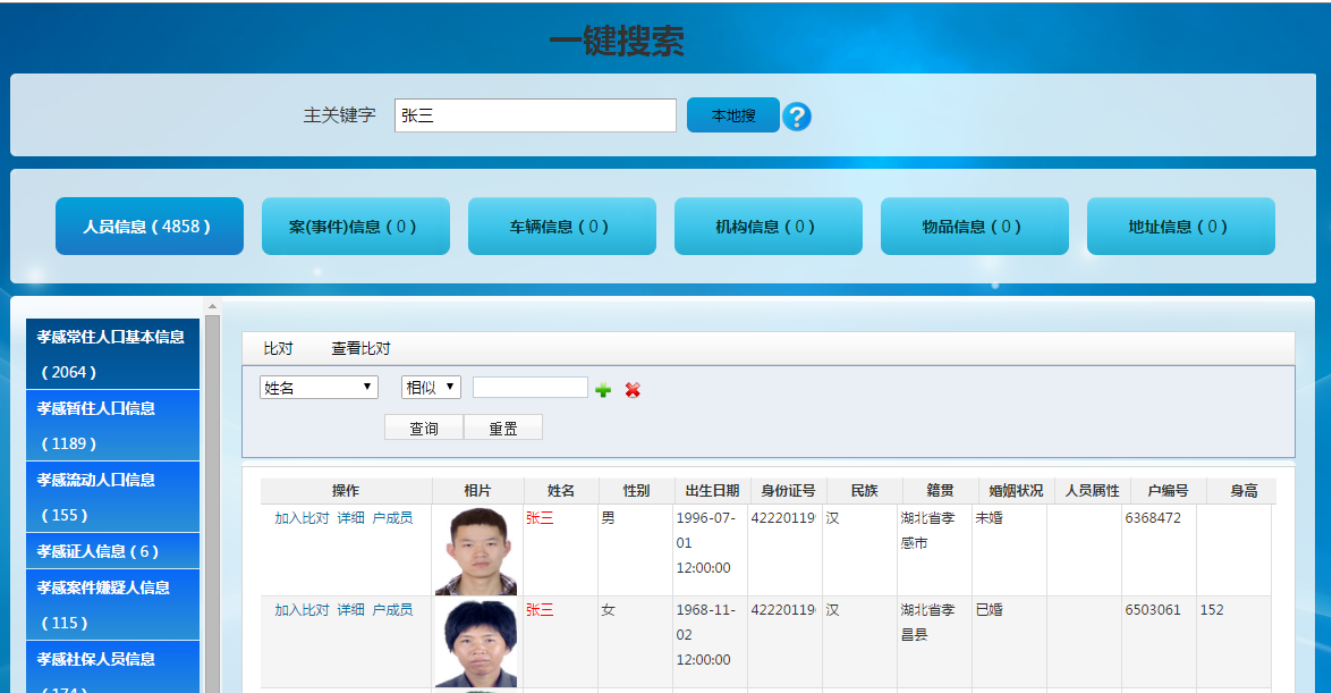 一键搜索
主关键字 张三 本地搜 ?
人员信息（4858） 案(事件)信息（0） 车辆信息（0） 机构信息（0） 物品信息（0） 地址信息（0）
孝感常住人口基本信息
（2064）
孝感暂住人口信息
（1189）
孝感流动人口信息
（155）
孝感证人信息（6）
孝感案件嫌疑人信息
（115）
孝感社保人员信息
（174）
比对 查看比对
姓名 相似
查询 重置
操作 相片 姓名 性别 出生日期 身份证号 民族 籍贯 婚姻状况 人员属性 户编号 身高
加入比对 详细 户成员 张三 男 1996-07- 42220119 汉 湖北省孝 未婚 6368472
01 感市
12:00:00
加入比对 详细 户成员 张三 女 1968-11- 42220119 汉 湖北省孝 已婚 6503061 152
02 昌县
12:00:00